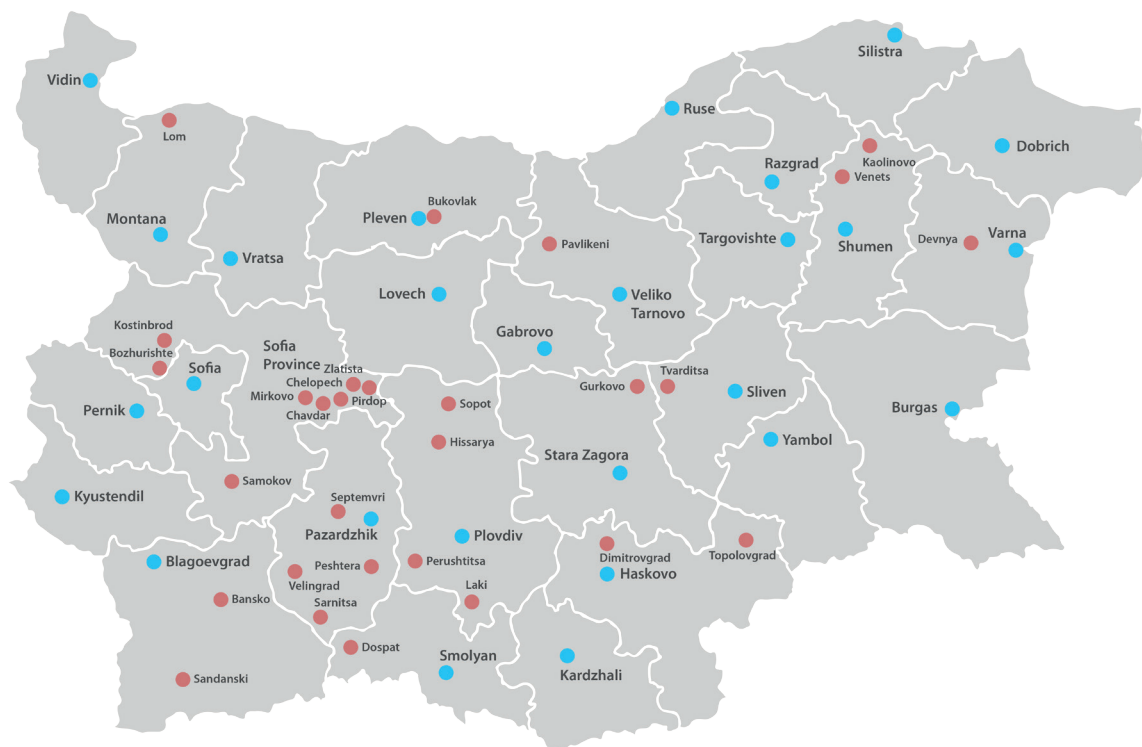 Silistra
Vidin
Ruse
Lom
Dobrich
Kaolinovo
Razgrad
Venets
Bukovlak
Montana
Pleven
Pavlikeni
Targovishte
Shumen
Devnya
Varna
Vratsa
Lovech
Veliko
Tarnovo
Kostinbrod
Gabrovo
Bozhurishte
Sofia
Province
Sofia
Zlatista
Chelopech
Mirkovo
Pirdop
Chavdar
Gurkovo
Tvarditsa
Sliven
Pernik
Sopot
Burgas
Hissarya
Yambol
Stara Zagora
Samokov
Kyustendil
Septemvri
Pazardzhik
Plovdiv
Topolovgrad
Dimitrovgrad
Haskovo
Blagoevgrad
Peshtera
Perushtitsa
Velingrad
Laki
Bansko
Sarnitsa
Dospat
Smolyan
Kardzhali
Sandanski